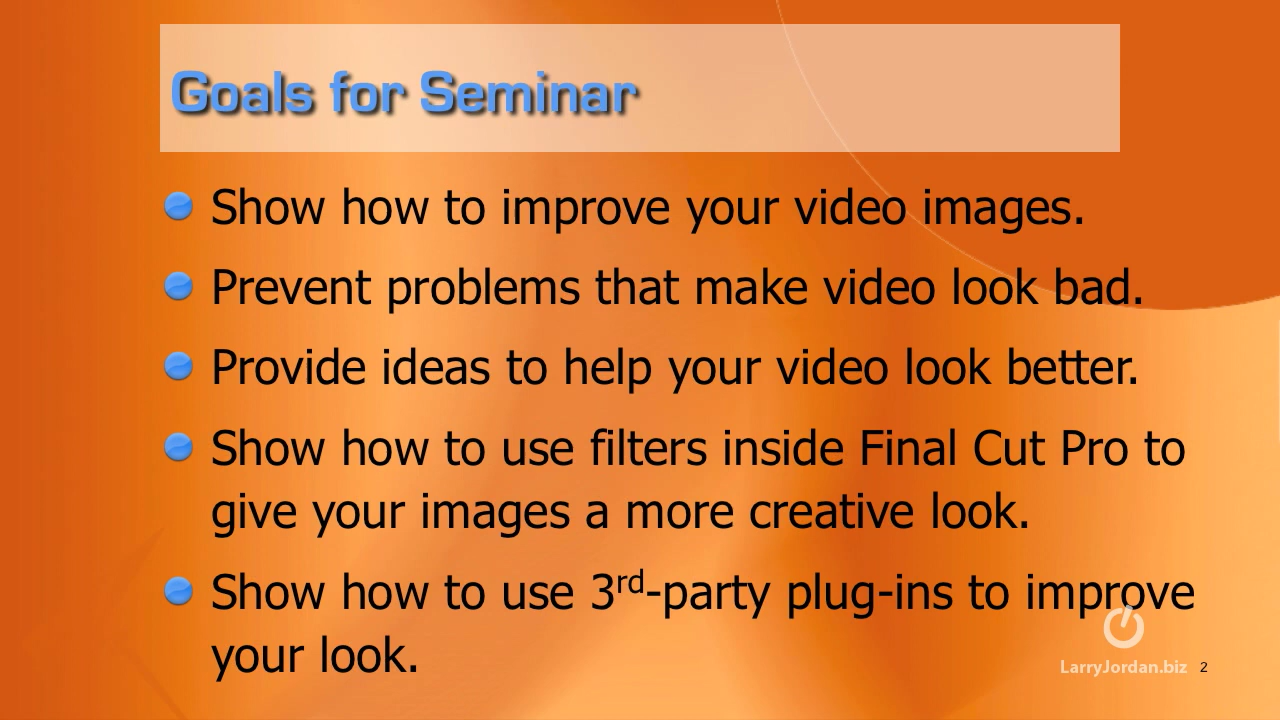 Goals for Seminar
Show how to improve your video images.
Prevent problems that make video look bad.
Provide ideas to help your video look better.
Show how to use filters inside Final Cut Pro to
give your images a more creative look.
Show how to use 3rd-party plug-ins to improve
your look.
LarryJordan.biz 2